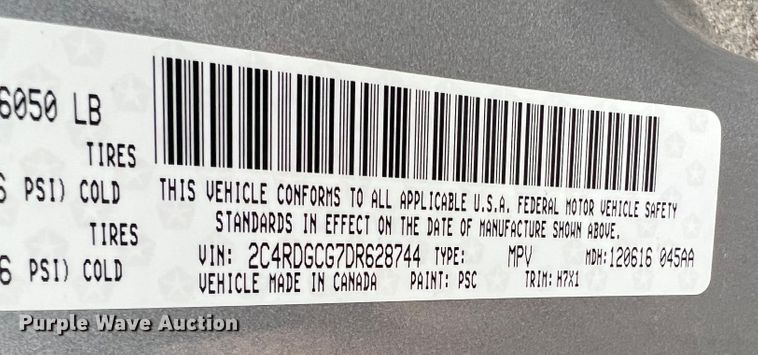 6050 LB
TIRES
PSI) COLD
TIRES
6 PSI) COLD
THIS VEHICLE CONFORMS TO ALL APPLICABLE U.S.A. FEDERAL MOTOR VEHICLE SAFETY
STANDARDS IN EFFECT ON THE DATE OF MANUFACTURE SHOWN ABOVE.
VIN: 2C4RDGCG7DR628744 TYPE: MPV MDH:120616 045AA
VEHICLE MADE IN CANADA PAINT: PSC TRIM: H7X1
Purple Wave Auction